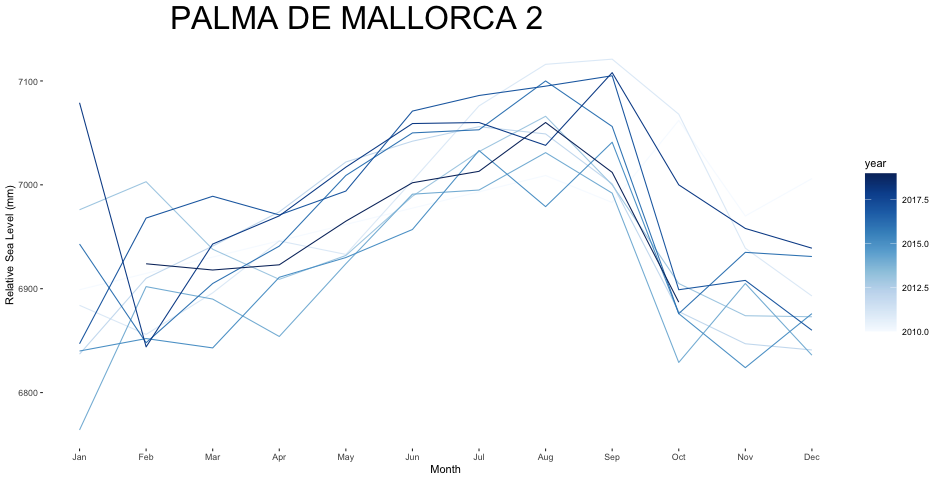 PALMA DE MALLORCA 2
7100
7000
6900
6800
Relative Sea Level (mm)
Jan Feb Mar Apr May Jun Jul Aug Sep Oct Nov Dec
Month
year
2017.5
2015.0
2012.5
2010.0